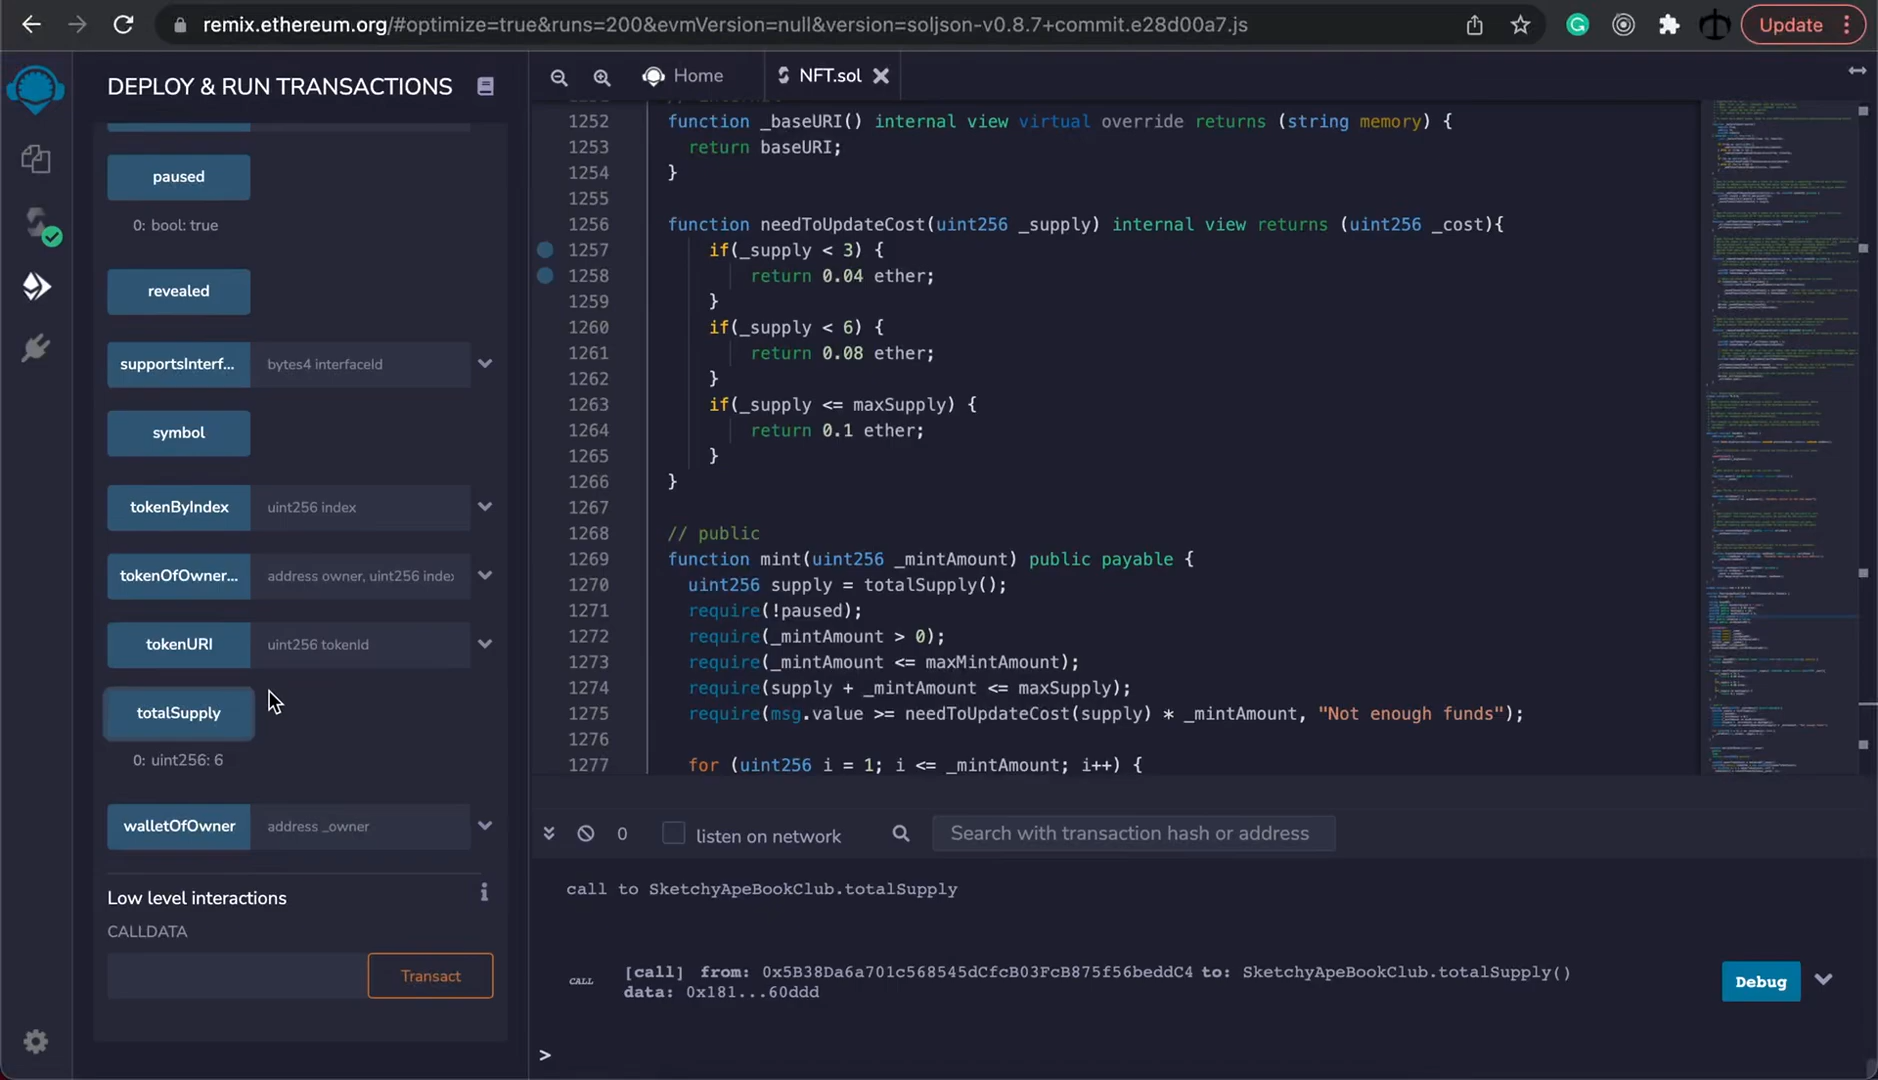 remix.ethereum.org/#optimize=true&runs=200&evmVersion=null&version=soljson-v0.8.7+commit.e28d00a7.js
Update
DEPLOY & RUN TRANSACTIONS
paused
0: bool: true
revealed
supportsInterf...
bytes4 interfaceId
symbol
tokenByIndex
uint256 index
tokenOfOwner...
address owner, uint256 index
tokenURI
uint256 tokenId
totalSupply
0: uint256: 6
walletOfOwner
address _owner
Low level interactions
i
CALLDATA
Transact
Home
NFT.sol
1252 function _baseURI() internal view virtual override returns (string memory) {
1253 return baseURI;
1254 }
1255
1256 function needToUpdateCost(uint256 _supply) internal view returns (uint256 _cost){
1257 if(_supply < 3) {
1258 return 0.04 ether;
1259 }
1260 if(_supply < 6) {
1261 return 0.08 ether;
1262 }
1263 if(_supply <= maxSupply) {
1264 return 0.1 ether;
1265 }
1266 }
1267
1268 // public
1269 function mint(uint256 _mintAmount) public payable {
1270 uint256 supply = totalSupply();
1271 require(!paused);
1272 require(_mintAmount > 0);
1273 require(_mintAmount <= maxMintAmount);
1274 require(supply + _mintAmount <= maxSupply);
1275 require(msg.value >= needToUpdateCost(supply) * _mintAmount, "Not enough funds");
1276
1277 for (uint256 i = 1; i <= _mintAmount; i++) {
0
listen on network
Search with transaction hash or address
call to SketchyApeBookClub.totalSupply
CALL
[call] from: 0x5B38Da6a701c568545dCfcB03FcB875f56beddC4 to: SketchyApeBookClub.totalSupply()
data: 0x181...60ddd
Debug
>